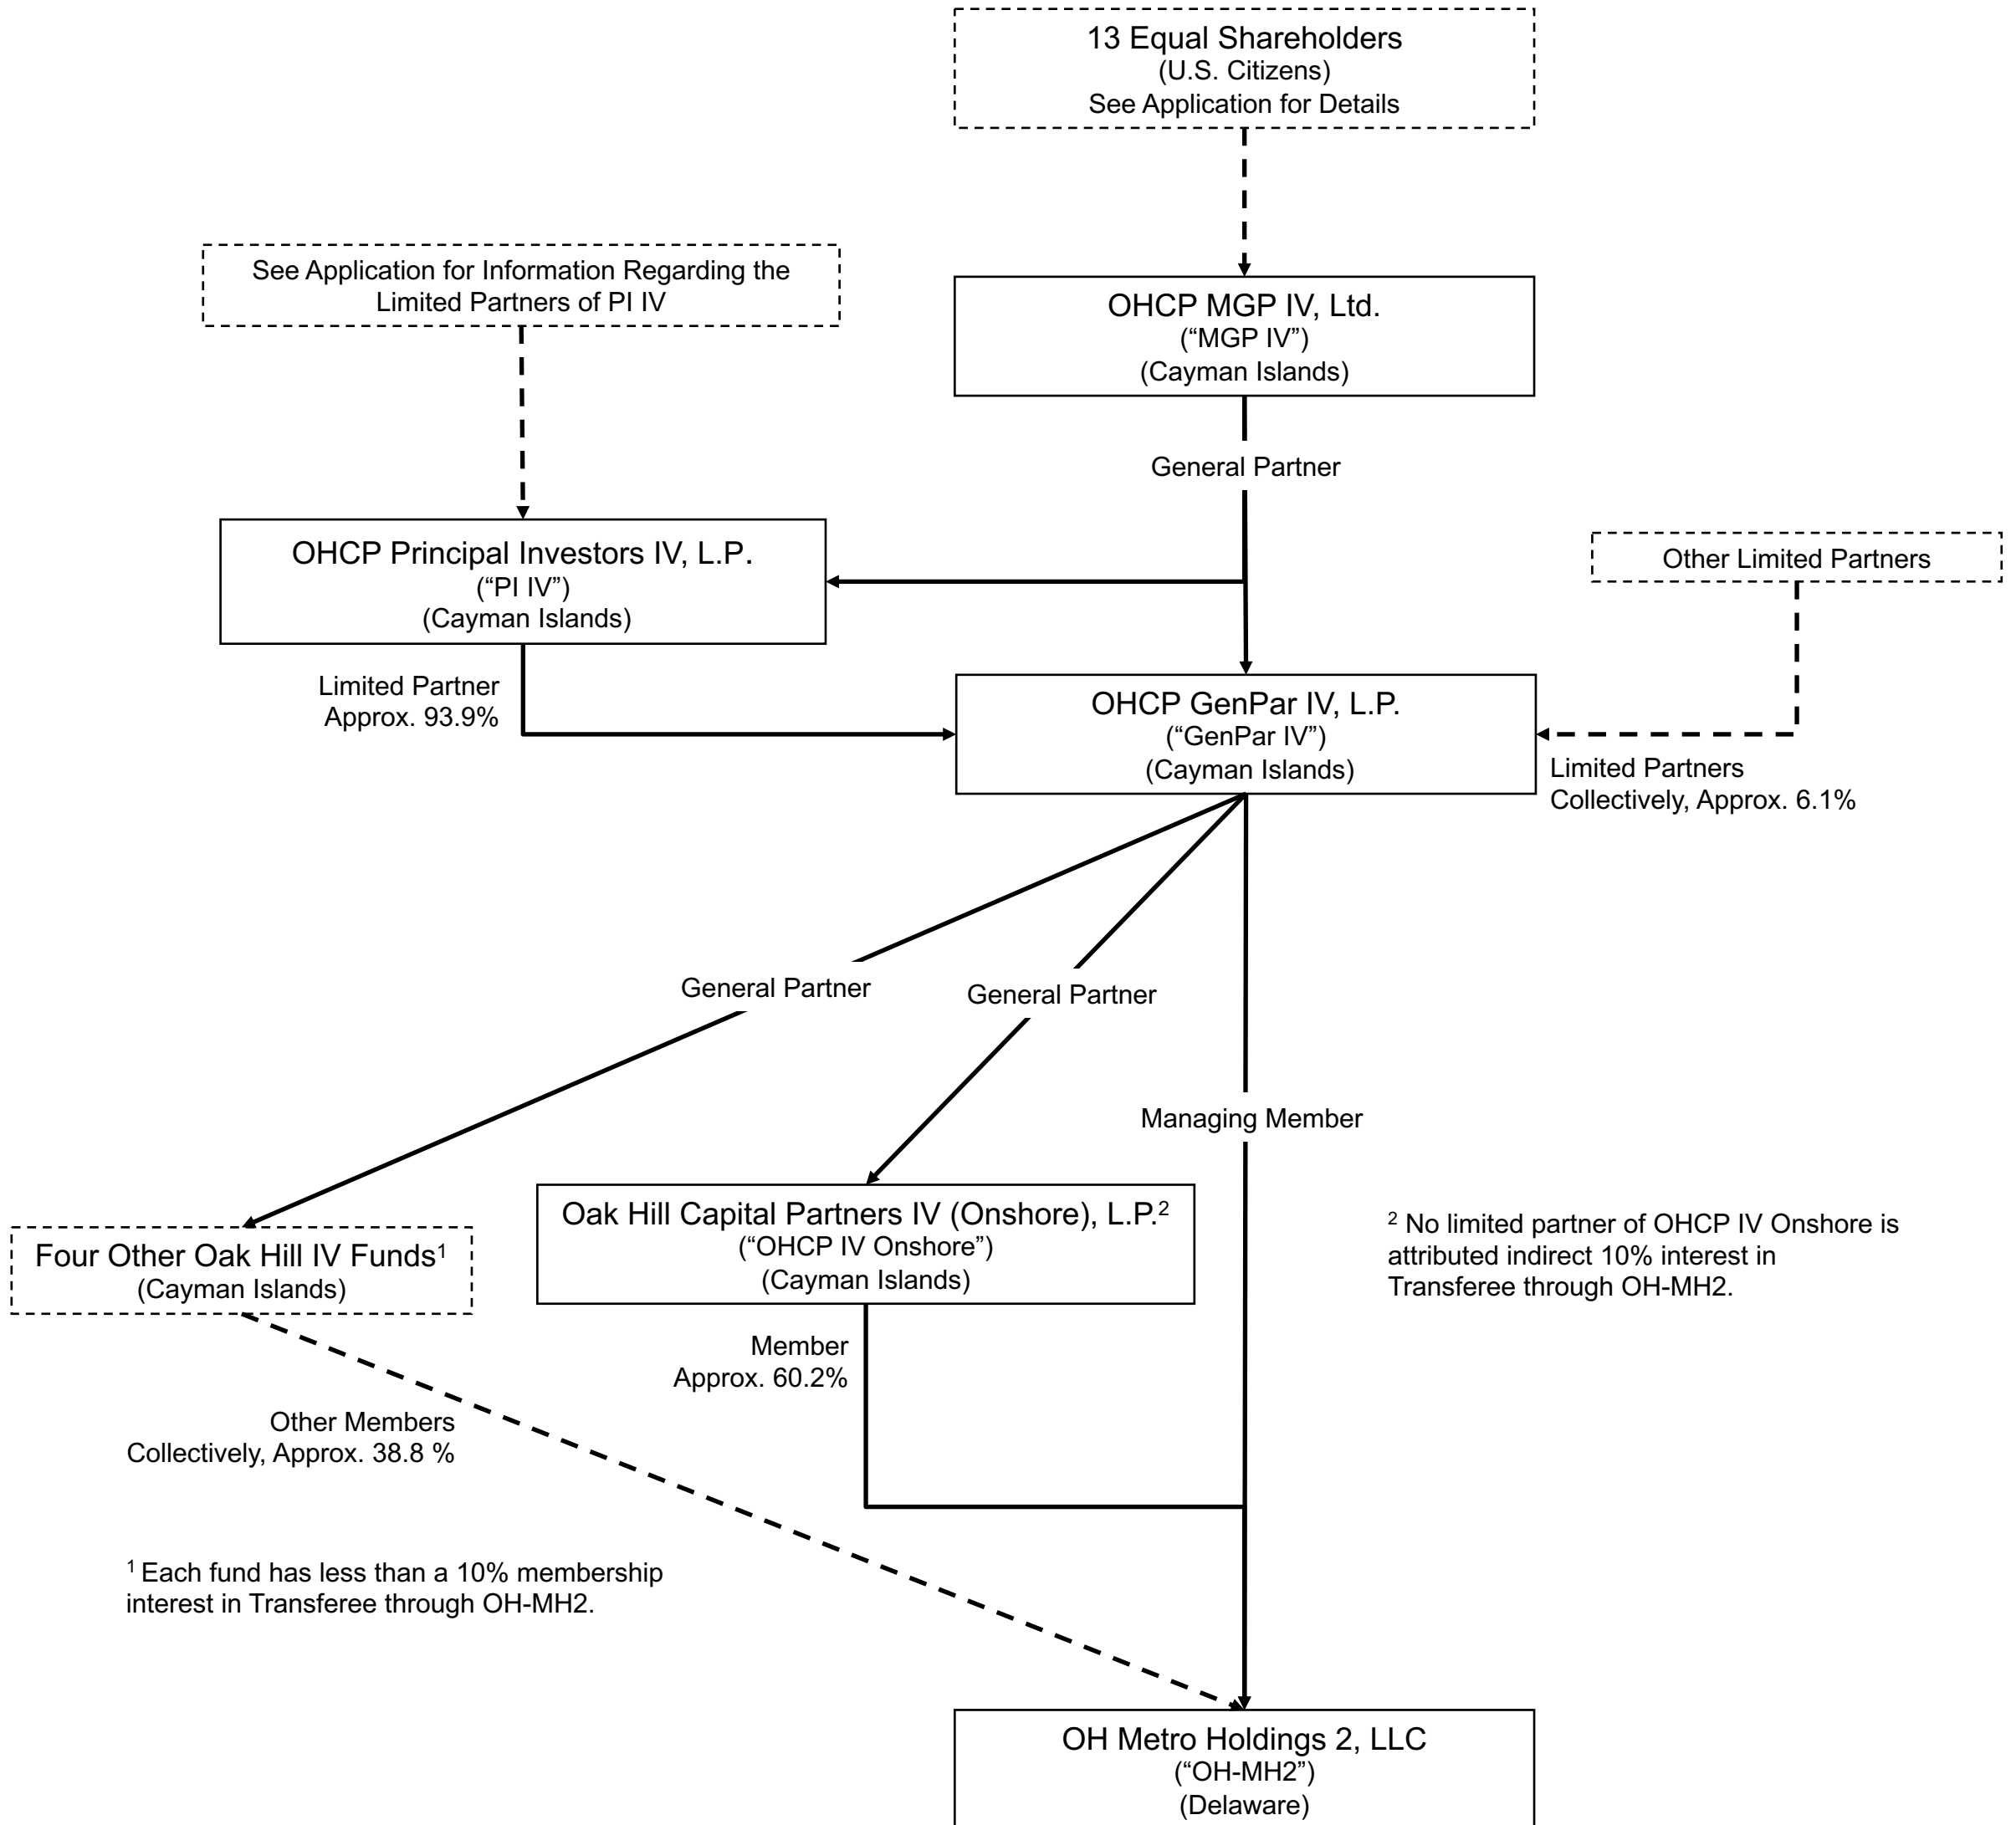 13 Equal Shareholders
(U.S. Citizens)
See Application for Details
See Application for Information Regarding the
Limited Partners of PI IV
OHCP MGP IV, Ltd.
(“MGP IV”)
(Cayman Islands)
General Partner
OHCP Principal Investors IV, L.P.
(“PI IV”)
(Cayman Islands)
Other Limited Partners
Limited Partner
Approx. 93.9%
OHCP GenPar IV, L.P.
(“GenPar IV”)
(Cayman Islands)
Limited Partners
Collectively, Approx. 6.1%
General Partner
General Partner
Managing Member
Four Other Oak Hill IV Funds¹
(Cayman Islands)
Oak Hill Capital Partners IV (Onshore), L.P.²
(“OHCP IV Onshore”)
(Cayman Islands)
² No limited partner of OHCP IV Onshore is
attributed indirect 10% interest in
Transferee through OH-MH2.
Member
Approx. 60.2%
Other Members
Collectively, Approx. 38.8 %
¹ Each fund has less than a 10% membership
interest in Transferee through OH-MH2.
OH Metro Holdings 2, LLC
(“OH-MH2”)
(Delaware)